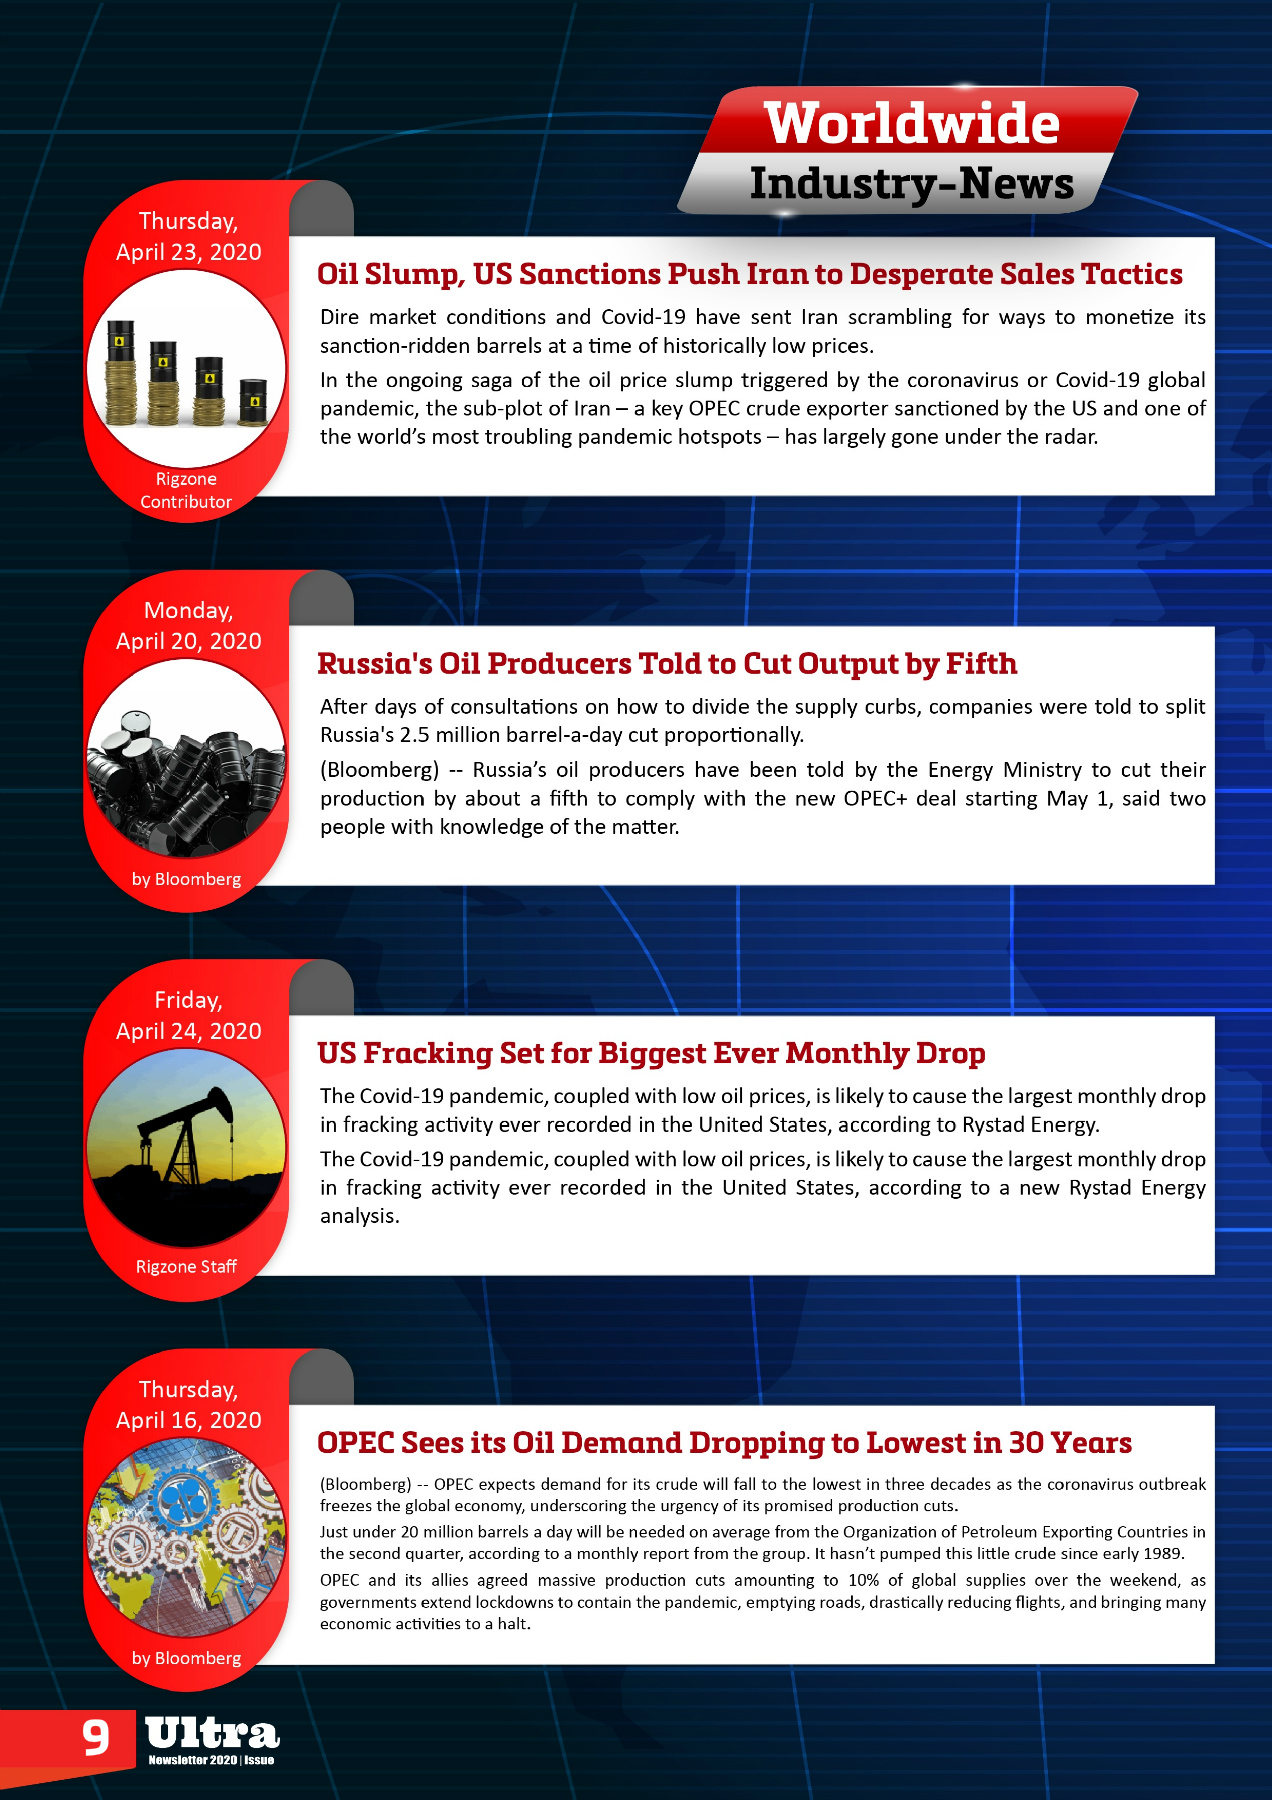 Worldwide
Industry-News
Thursday,
April 23, 2020
Rigzone
Contributor
Oil Slump, US Sanctions Push Iran to Desperate Sales Tactics
Dire market conditions and Covid-19 have sent Iran scrambling for ways to monetize its
sanction-ridden barrels at a time of historically low prices.
In the ongoing saga of the oil price slump triggered by the coronavirus or Covid-19 global
pandemic, the sub-plot of Iran – a key OPEC crude exporter sanctioned by the US and one of
the world’s most troubling pandemic hotspots – has largely gone under the radar.
Monday,
April 20, 2020
by Bloomberg
Russia's Oil Producers Told to Cut Output by Fifth
After days of consultations on how to divide the supply curbs, companies were told to split
Russia's 2.5 million barrel-a-day cut proportionally.
(Bloomberg) -- Russia’s oil producers have been told by the Energy Ministry to cut their
production by about a fifth to comply with the new OPEC+ deal starting May 1, said two
people with knowledge of the matter.
Friday,
April 24, 2020
Rigzone Staff
US Fracking Set for Biggest Ever Monthly Drop
The Covid-19 pandemic, coupled with low oil prices, is likely to cause the largest monthly drop
in fracking activity ever recorded in the United States, according to Rystad Energy.
The Covid-19 pandemic, coupled with low oil prices, is likely to cause the largest monthly drop
in fracking activity ever recorded in the United States, according to a new Rystad Energy
analysis.
Thursday,
April 16, 2020
by Bloomberg
OPEC Sees its Oil Demand Dropping to Lowest in 30 Years
(Bloomberg) -- OPEC expects demand for its crude will fall to the lowest in three decades as the coronavirus outbreak
freezes the global economy, underscoring the urgency of its promised production cuts.
Just under 20 million barrels a day will be needed on average from the Organization of Petroleum Exporting Countries in
the second quarter, according to a monthly report from the group. It hasn’t pumped this little crude since early 1989.
OPEC and its allies agreed massive production cuts amounting to 10% of global supplies over the weekend, as
governments extend lockdowns to contain the pandemic, emptying roads, drastically reducing flights, and bringing many
economic activities to a halt.
9
Ultra
Newsletter 2020 | Issue